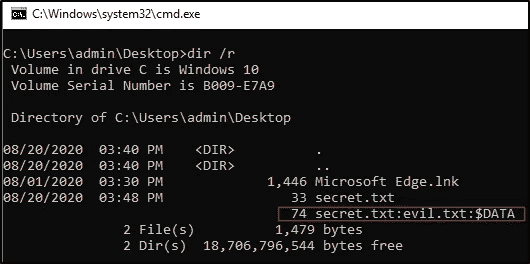 C:\Windows\system32\cmd.exe
C:\Users\admin\Desktop>dir /r
Volume in drive C is Windows 10
Volume Serial Number is B009-E7A9
Directory of C:\Users\admin\Desktop
08/20/2020  03:40 PM    <DIR>          .
08/20/2020  03:40 PM    <DIR>          ..
08/01/2020  03:30 PM             1,446 Microsoft Edge.lnk
08/20/2020  03:48 PM                33 secret.txt
74 secret.txt:evil.txt:$DATA
2 File(s)          1,479 bytes
2 Dir(s)  18,706,796,544 bytes free